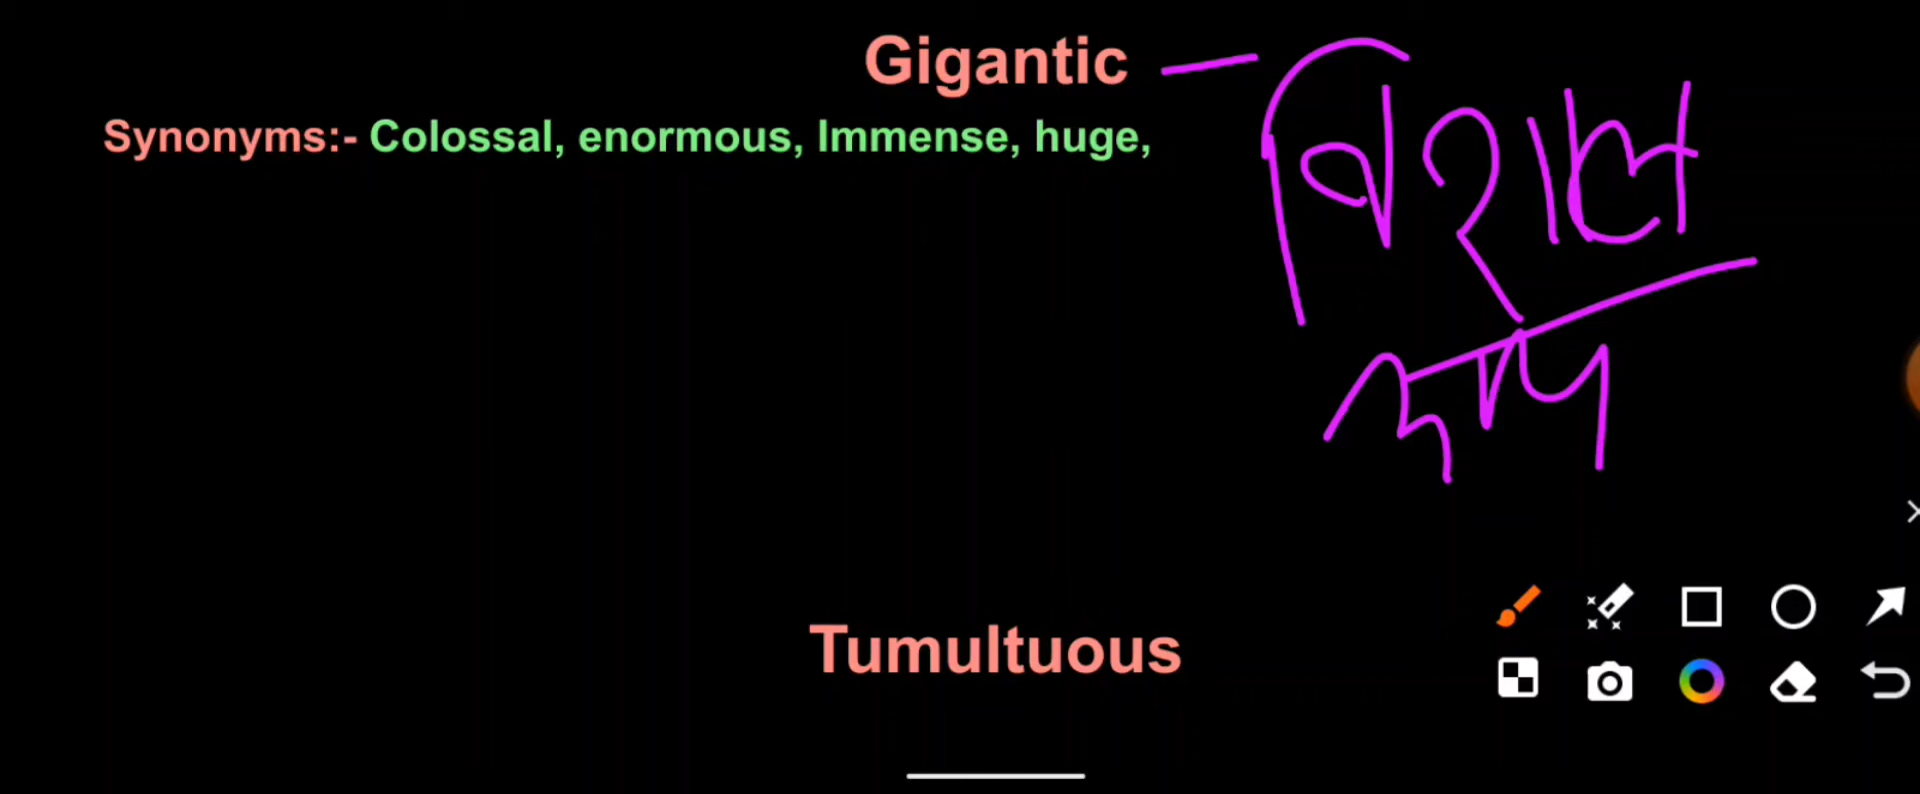 Gigantic — विशाल
Synonyms:- Colossal, enormous, Immense, huge,
Tumultuous